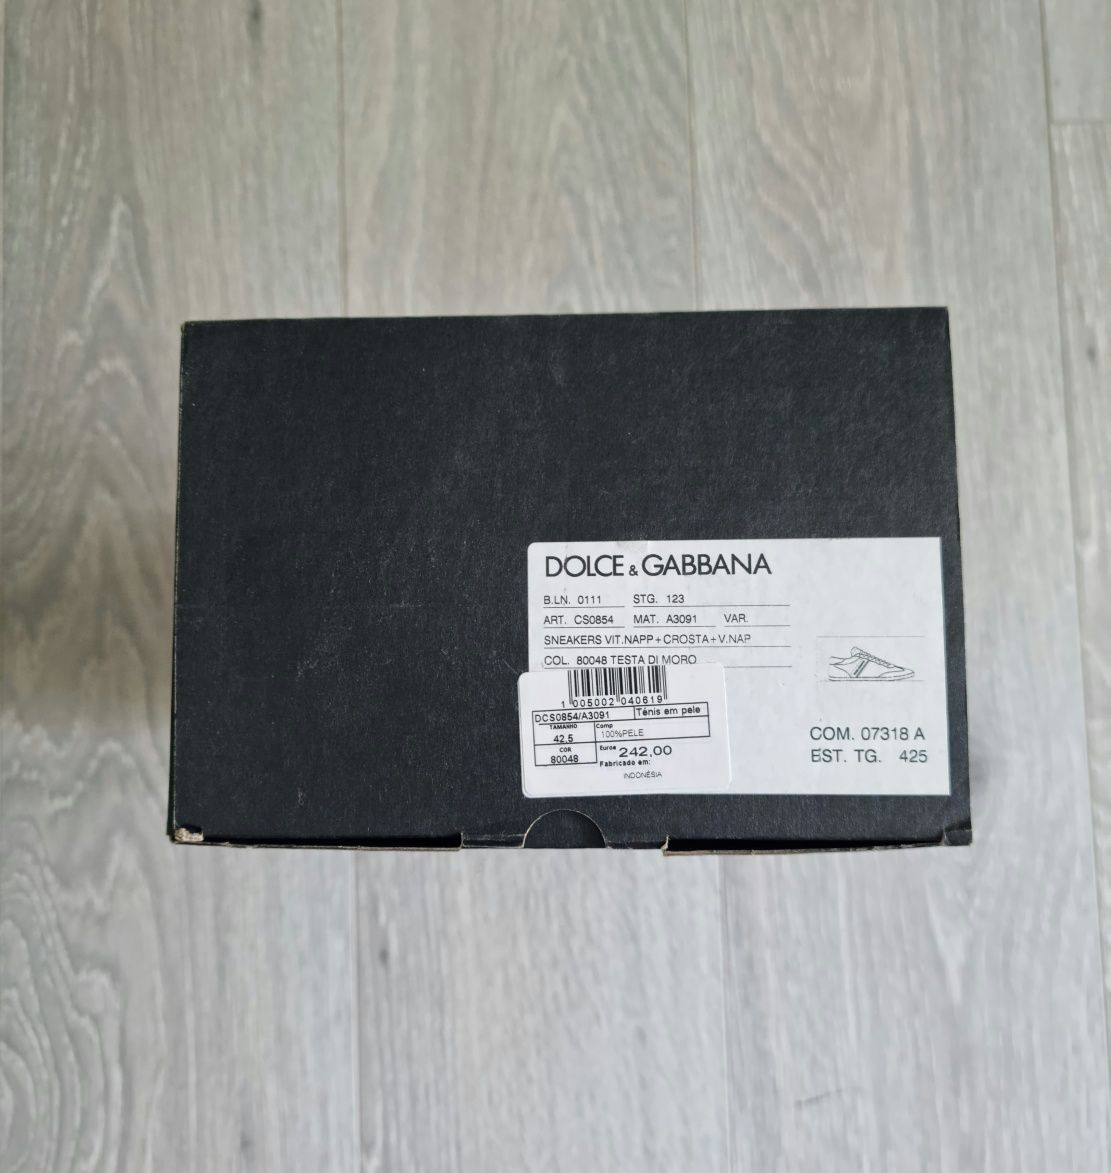 DOLCE & GABBANA
B.LN. 0111 STG. 123
ART. CS0854 MAT. A3091 VAR.
SNEAKERS VIT.NAPP+CROSTA+V.NAP
COL. 80048 TESTA DI MORO
COM. 07318 A
EST. TG. 425
1 005002 040619
DCS0854/A3091 Ténis em pele
TAMANHO Comp
42.5 100%PELE
COR Euros 242,00
80048 Fabricado em:
INDONÉSIA